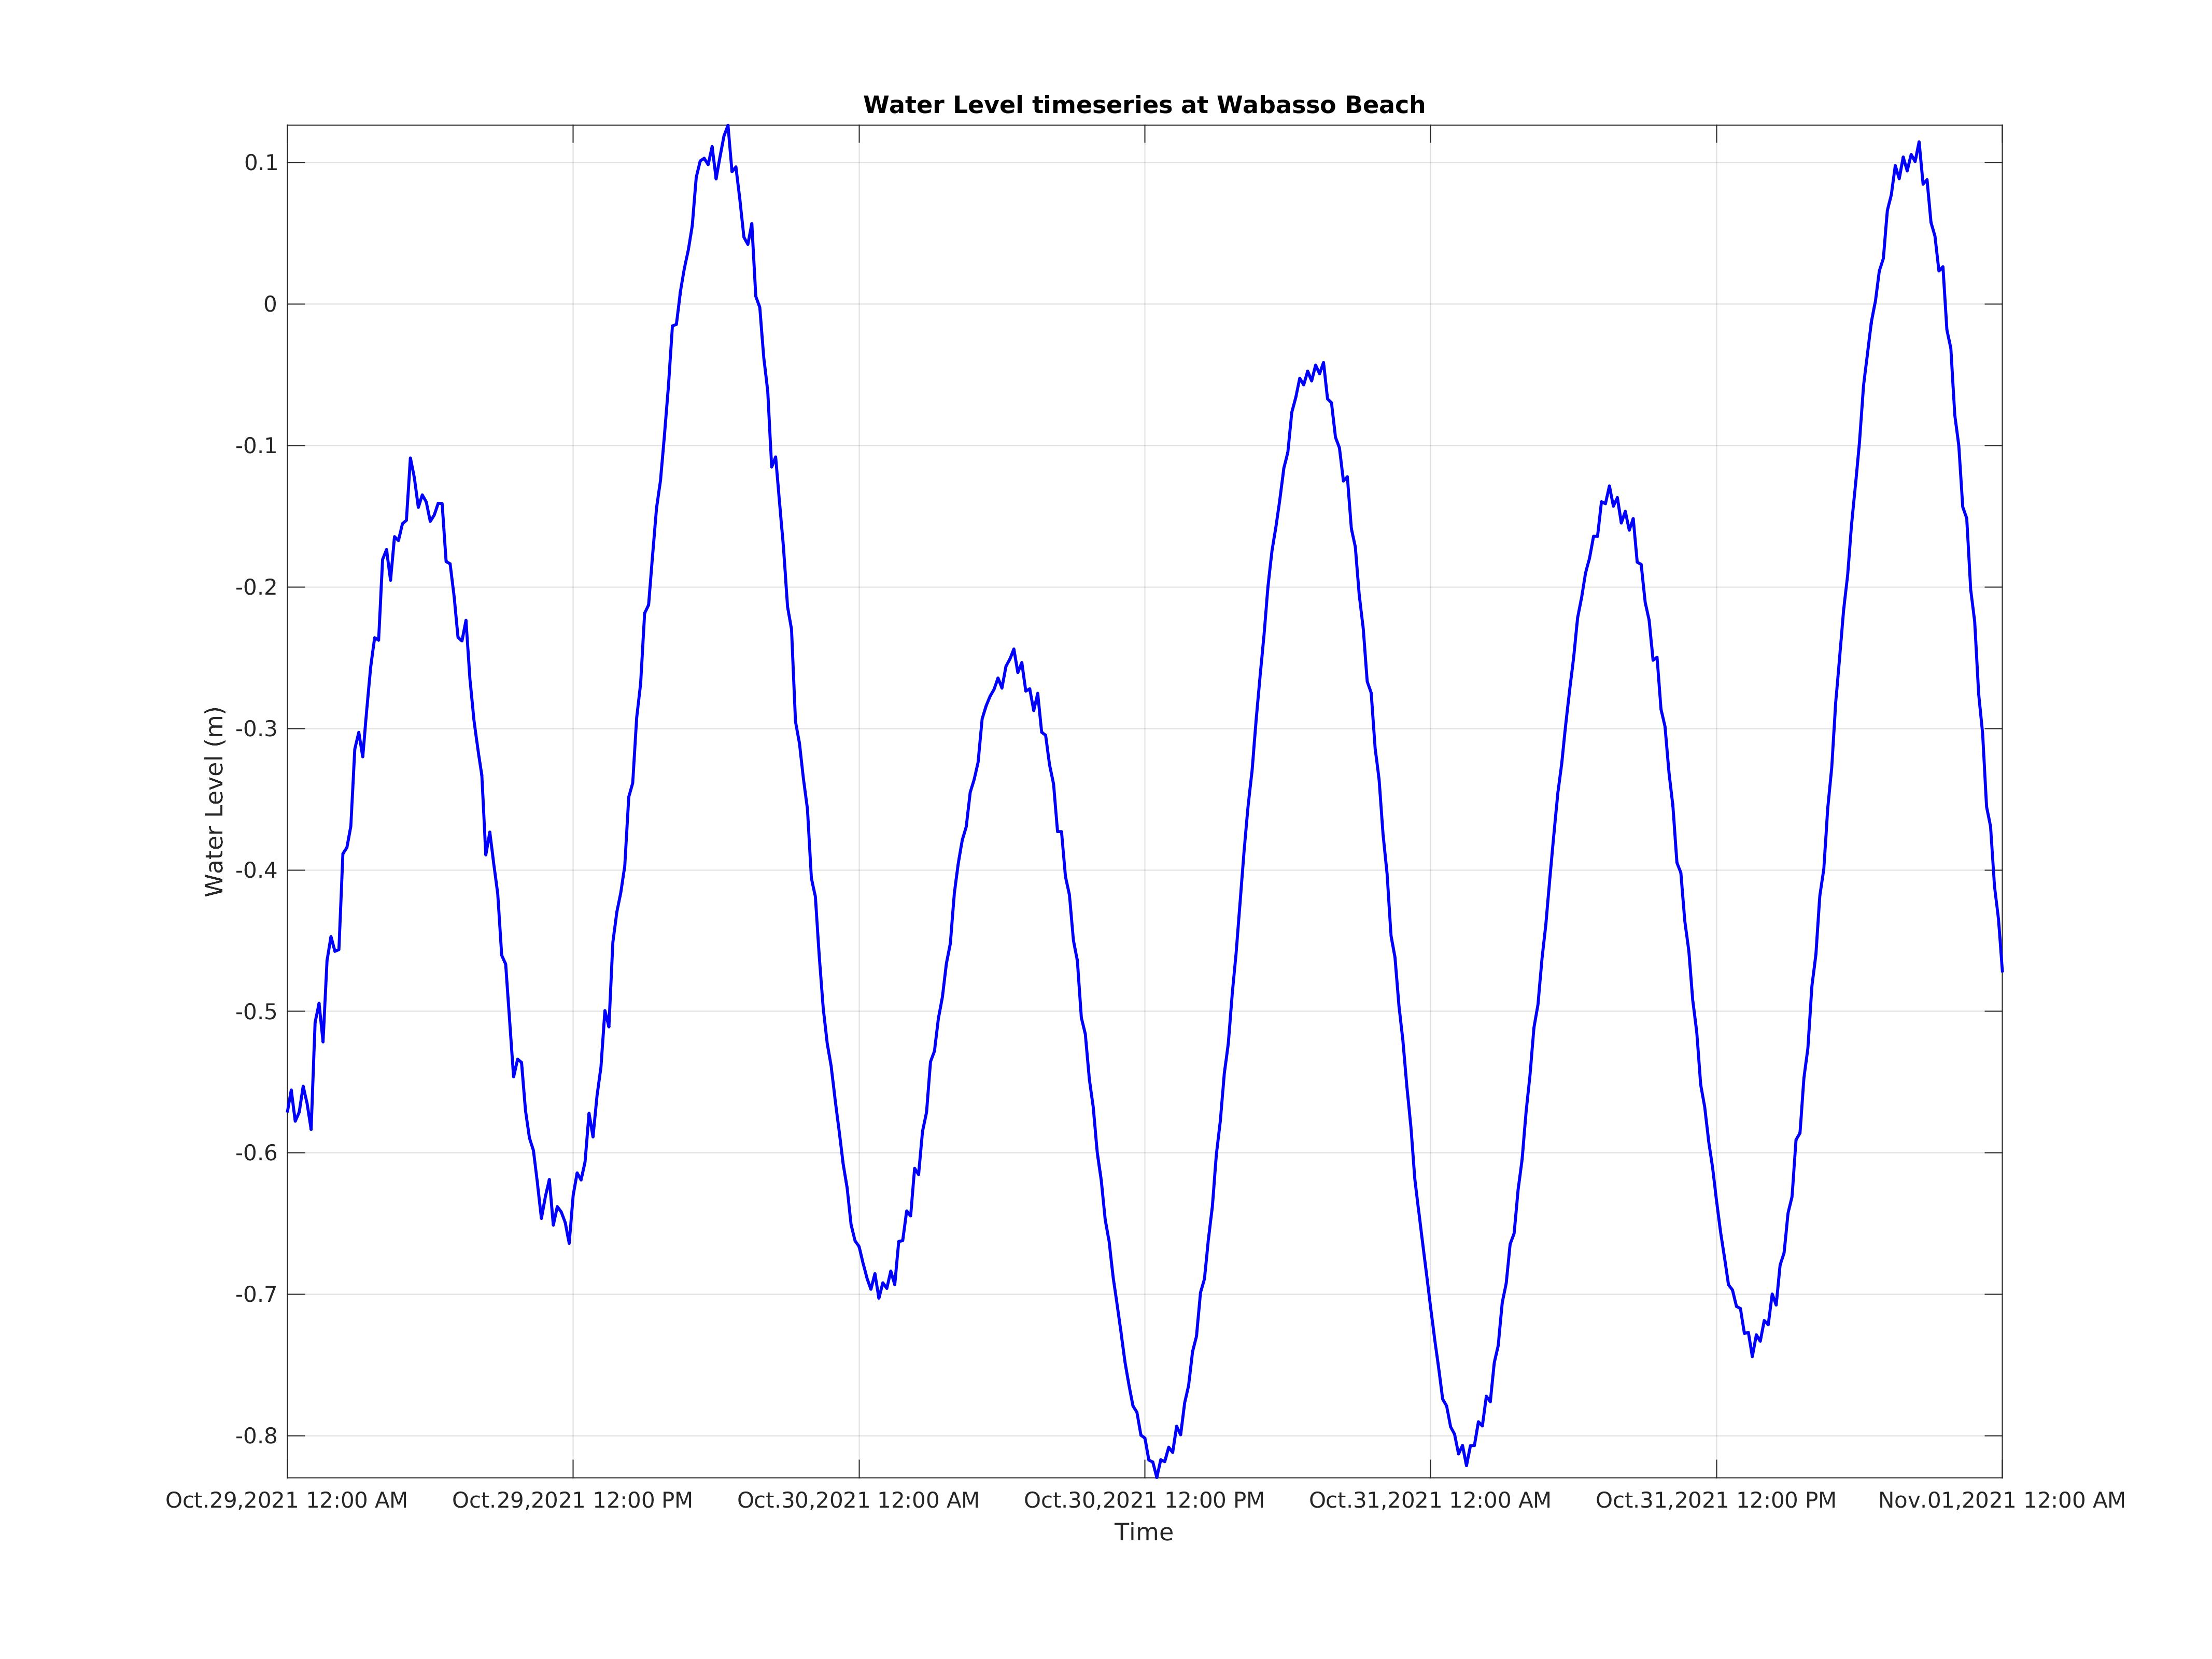 Water Level timeseries at Wabasso Beach
0.1
0
-0.1
-0.2
-0.3
-0.4
-0.5
-0.6
-0.7
-0.8
Water Level (m)
Oct.29,2021 12:00 AM
Oct.29,2021 12:00 PM
Oct.30,2021 12:00 AM
Oct.30,2021 12:00 PM
Oct.31,2021 12:00 AM
Oct.31,2021 12:00 PM
Nov.01,2021 12:00 AM
Time